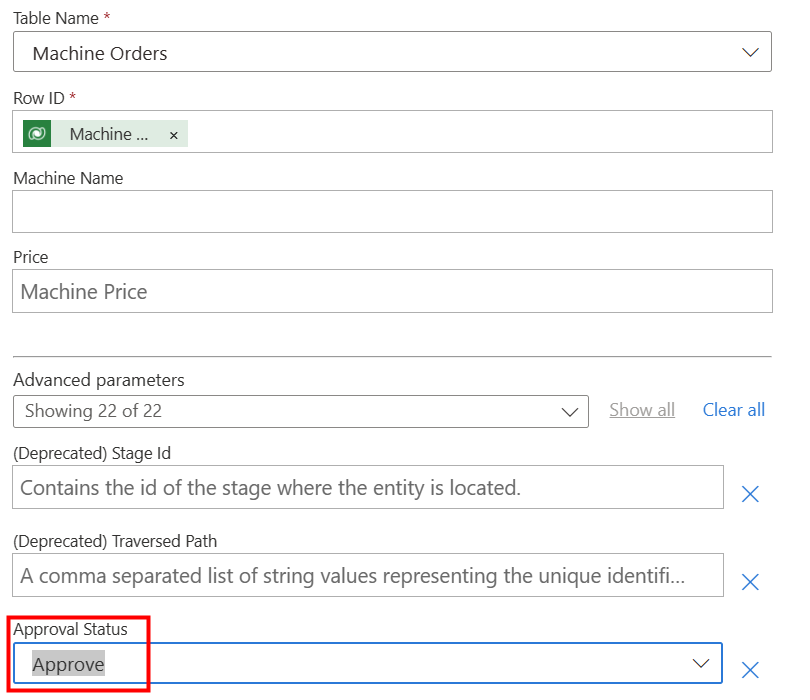 Table Name *
Machine Orders
Row ID *
Machine ... ×
Machine Name
Price
Machine Price
Advanced parameters
Showing 22 of 22 Show all Clear all
(Deprecated) Stage Id
Contains the id of the stage where the entity is located.
(Deprecated) Traversed Path
A comma separated list of string values representing the unique identifi...
Approval Status
Approve